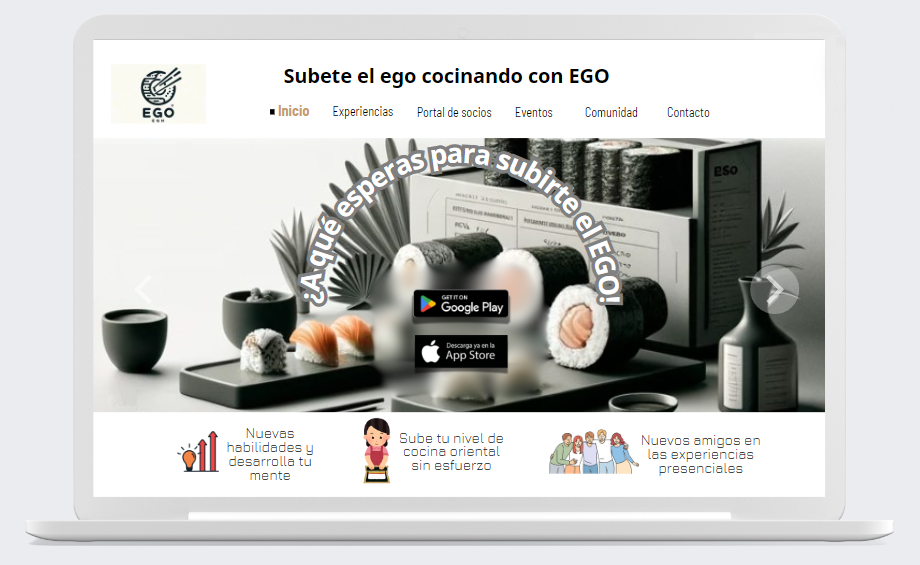 Subete el ego cocinando con EGO
EGO
Inicio
Experiencias
Portal de socios
Eventos
Comunidad
Contacto
¿A qué esperas para subirte el EGO!
GET IT ON
Google Play
Descarga ya en la
App Store
Nuevas
habilidades y
desarrolla tu
mente
Sube tu nivel de
cocina oriental
sin esfuerzo
Nuevos amigos en
las experiencias
presenciales